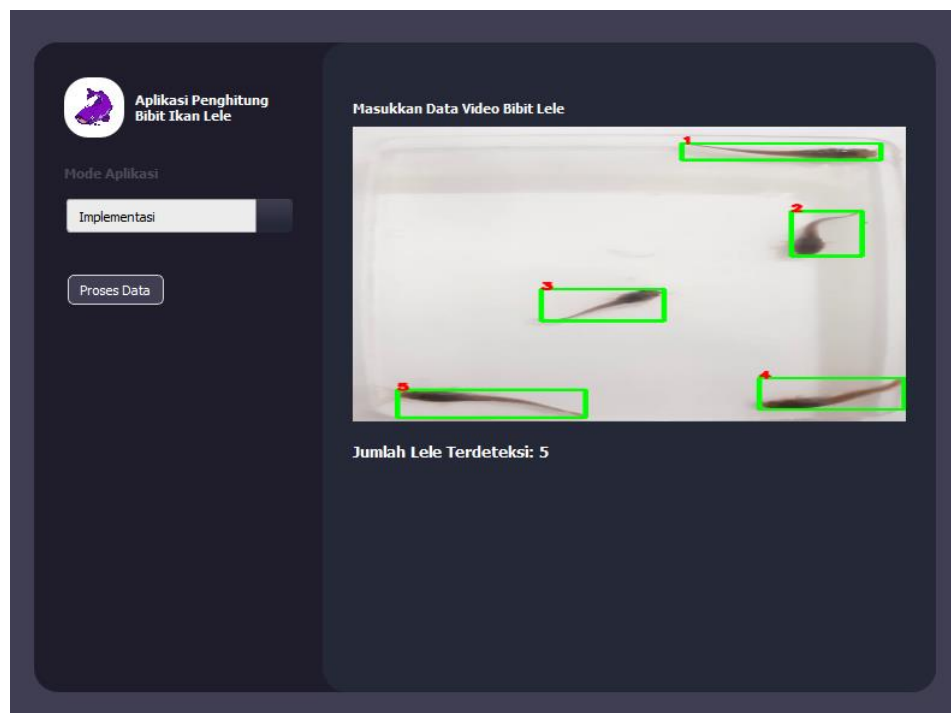 Aplikasi Penghitung
Bibit Ikan Lele
Mode Aplikasi
Implementasi
Proses Data
Masukkan Data Video Bibit Lele
1
2
3
4
5
Jumlah Lele Terdeteksi: 5